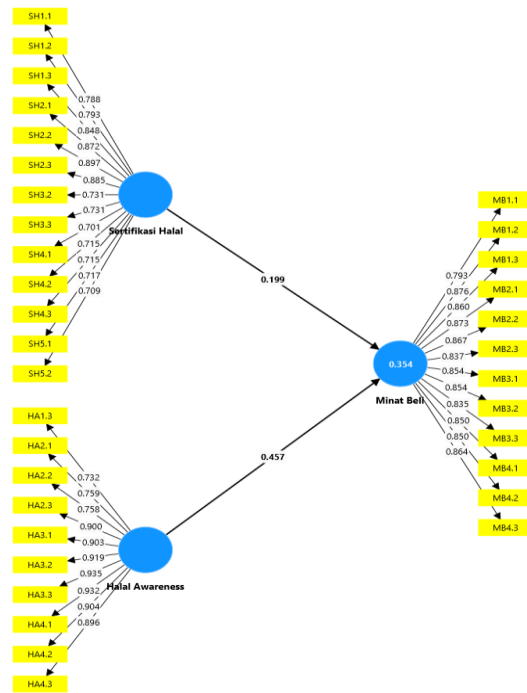 SH1.1
SH1.2
SH1.3
SH2.1
SH2.2
SH2.3
SH3.2
SH3.3
SH4.1
SH4.2
SH4.3
SH5.1
SH5.2
0.788
0.793
0.848
0.872
0.897
0.885
0.731
0.731
0.701
0.715
0.715
0.717
0.709
Sertifikasi Halal
0.199
HA1.3
HA2.1
HA2.2
HA2.3
HA3.1
HA3.2
HA3.3
HA4.1
HA4.2
HA4.3
0.732
0.759
0.758
0.900
0.903
0.919
0.935
0.932
0.904
0.896
Halal Awareness
0.457
0.354
Minat Beli
0.793
0.876
0.860
0.873
0.867
0.837
0.854
0.854
0.835
0.850
0.850
0.864
MB1.1
MB1.2
MB1.3
MB2.1
MB2.2
MB2.3
MB3.1
MB3.2
MB3.3
MB4.1
MB4.2
MB4.3